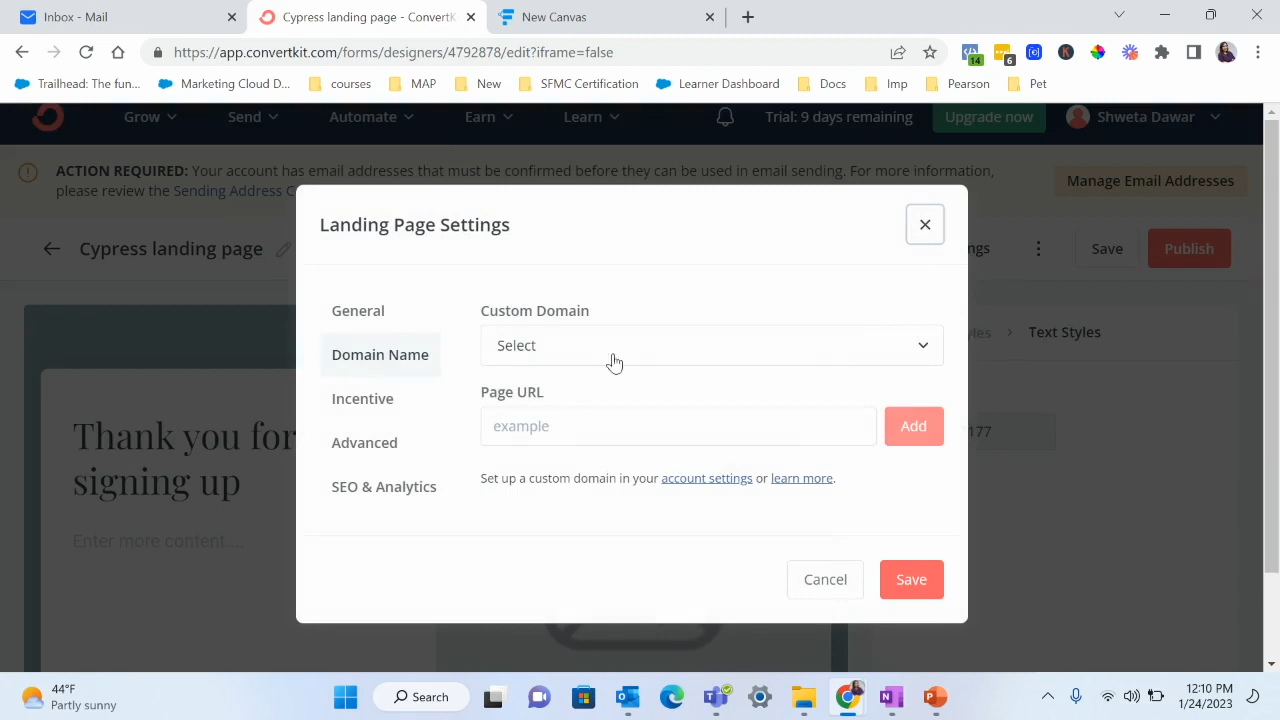 Inbox - Mail
Cypress landing page - ConvertK
New Canvas
https://app.convertkit.com/forms/designers/4792878/edit?iframe=false
14
6
Trailhead: The fun...
Marketing Cloud D...
courses
MAP
New
SFMC Certification
Learner Dashboard
Docs
Imp
Pearson
Pet
Grow
Send
Automate
Earn
Learn
Trial: 9 days remaining
Upgrade now
Shweta Dawar
ACTION REQUIRED: Your account has email addresses that must be confirmed before they can be used in email sending. For more information,
please review the Sending Address C
Manage Email Addresses
Cypress landing page
ngs
Save
Publish
Landing Page Settings
General
Domain Name
Incentive
Advanced
SEO & Analytics
Custom Domain
Select
Page URL
example
Add
Set up a custom domain in your account settings or learn more.
Cancel
Save
Thank you for
signing up
Enter more content....
yles
Text Styles
177
44°F
Partly sunny
Search
12:10 PM
1/24/2023